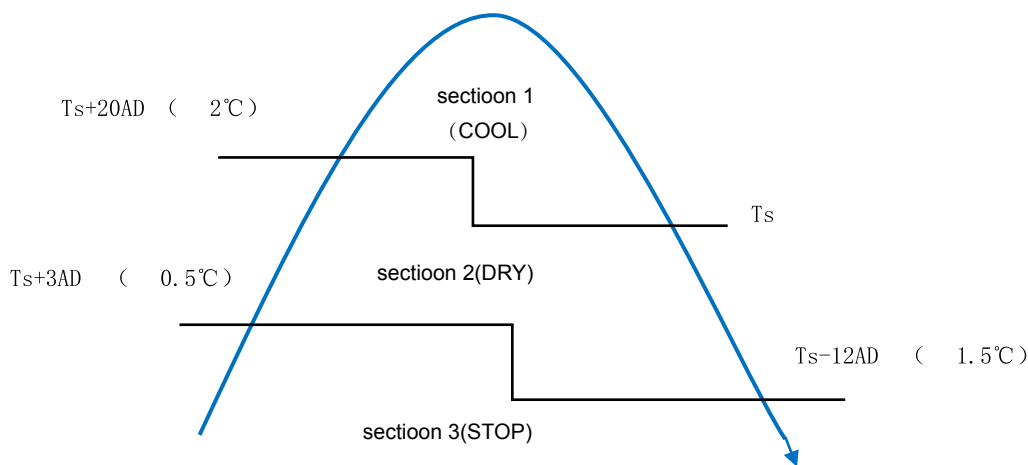 sectioon 1
（COOL）
Ts+20AD （ 2℃）
Ts
sectioon 2(DRY)
Ts+3AD （ 0.5℃）
Ts-12AD （ 1.5℃）
sectioon 3(STOP)